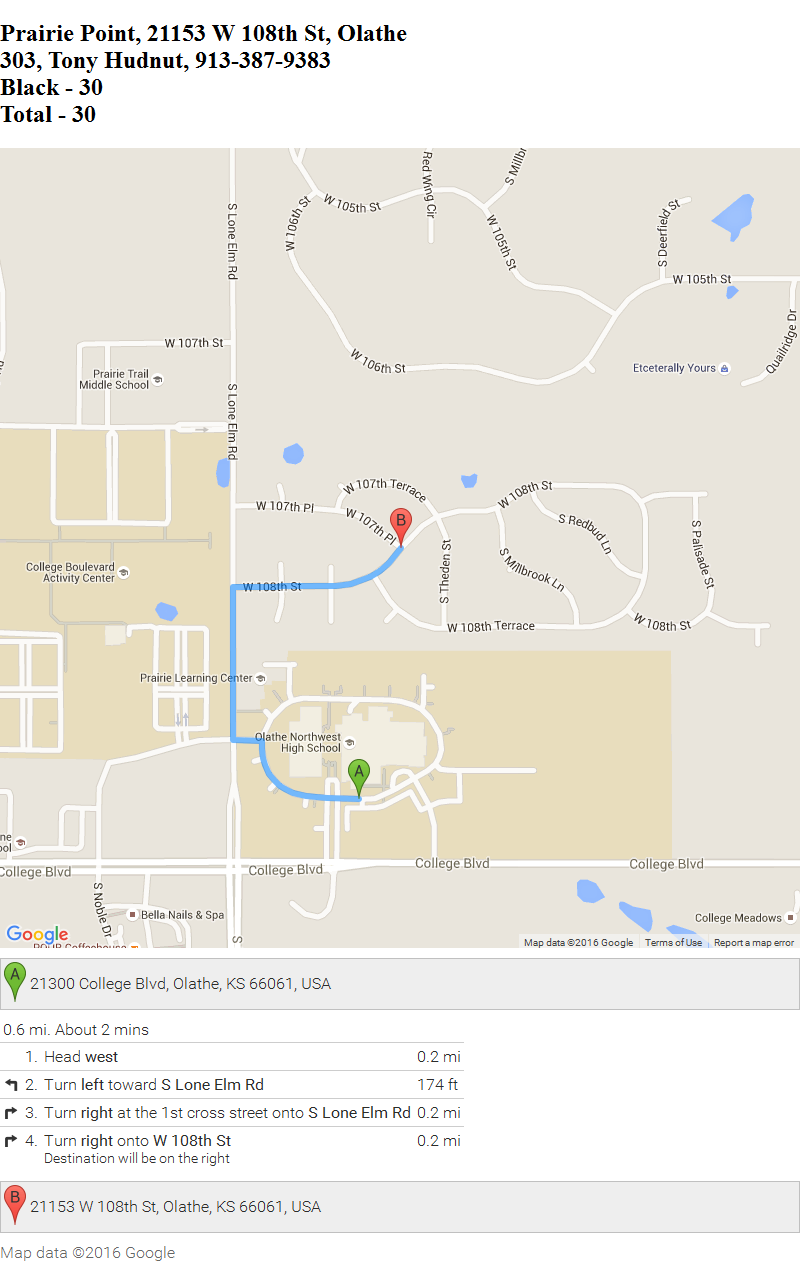 Prairie Point, 21153 W 108th St, Olathe
303, Tony Hudnut, 913-387-9383
Black - 30
Total - 30
Red Wing Cir
W 105th St
W 106th St
S Lone Elm Rd
W 105th St
S Deerfield St
W 105th St
Quailridge Dr
W 107th St
W 106th St
Etceterally Yours
Prairie Trail
Middle School
S Lone Elm Rd
W 107th Terrace
W 108th St
W 107th Pl
W 107th Pl
B
S Redbud Ln
S Palisade St
College Boulevard
Activity Center
S Theden St
S Millbrook Ln
W 108th St
W 108th Terrace
W 108th St
Prairie Learning Center
Olathe Northwest
High School
A
College Blvd
College Blvd
College Blvd
College Blvd
S Noble Dr
Bella Nails & Spa
College Meadows
S
Google
Map data ©2016 Google
Terms of Use
Report a map error
A
21300 College Blvd, Olathe, KS 66061, USA
0.6 mi. About 2 mins
1. Head west 0.2 mi
2. Turn left toward S Lone Elm Rd 174 ft
3. Turn right at the 1st cross street onto S Lone Elm Rd 0.2 mi
4. Turn right onto W 108th St 0.2 mi
Destination will be on the right
B
21153 W 108th St, Olathe, KS 66061, USA
Map data ©2016 Google